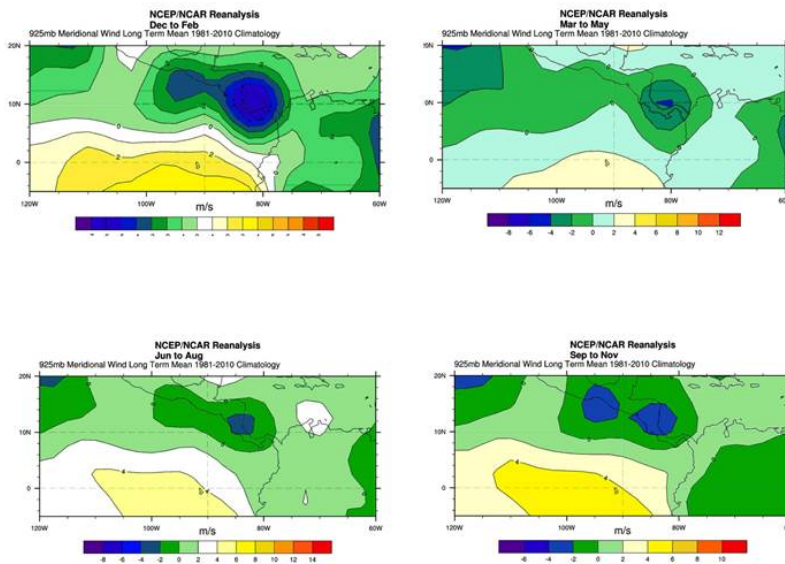 NCEP/NCAR Reanalysis
Dec to Feb
925mb Meridional Wind Long Term Mean 1981-2010 Climatology
20N
10N
0
0
2
120W 100W 80W 60W
m/s
NCEP/NCAR Reanalysis
Mar to May
925mb Meridional Wind Long Term Mean 1981-2010 Climatology
0
0
120W 100W 80W 60W
m/s
-8 -6 -4 -2 0 2 4 6 8 10 12
NCEP/NCAR Reanalysis
Jun to Aug
925mb Meridional Wind Long Term Mean 1981-2010 Climatology
20N
10N
0
4
120W 100W 80W 60W
m/s
-8 -6 -4 -2 0 2 4 6 8 10 12 14
NCEP/NCAR Reanalysis
Sep to Nov
925mb Meridional Wind Long Term Mean 1981-2010 Climatology
20N
10N
0
4
120W 100W 80W
m/s
-8 -6 -4 -2 0 2 4 6 8 10